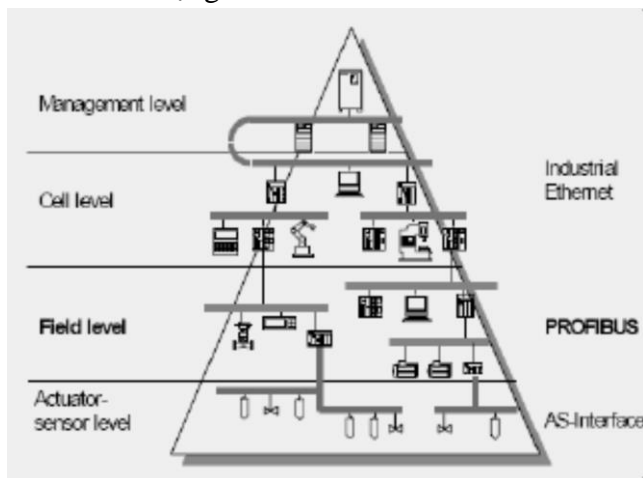 Management level
Industrial
Ethernet
Cell level
Field level
PROFIBUS
Actuator-
sensor level
AS-Interface